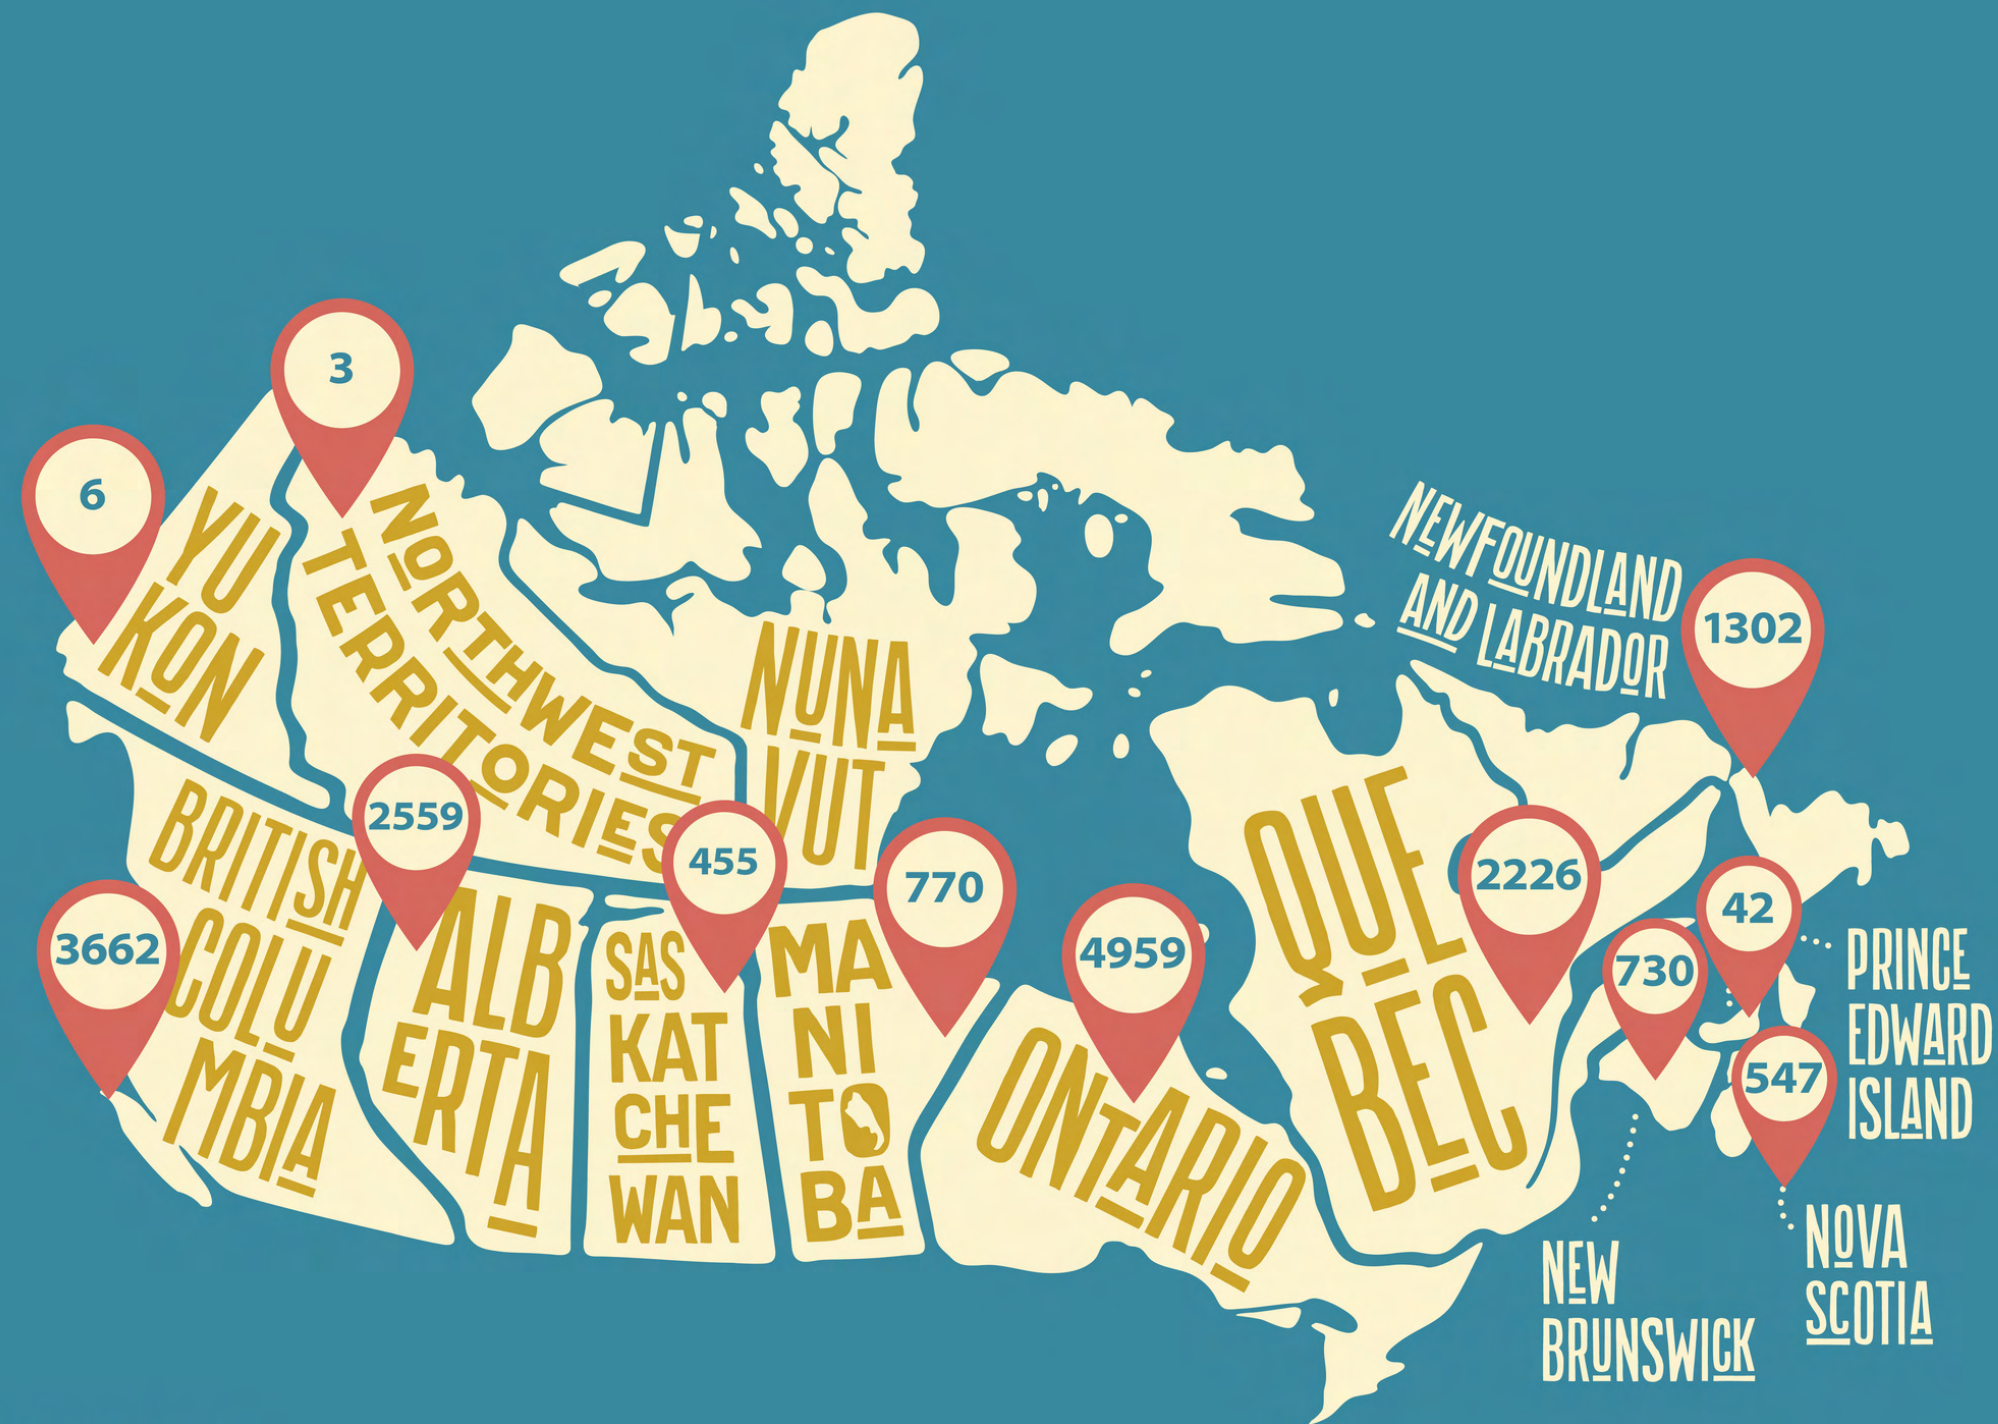 3
6
YU
KON
NORTHWEST
TERRITORIES
NUNA
VUT
NEWFOUNDLAND
AND LABRADOR
1302
2559
455
770
2226
42
3662
4959
730
547
BRITISH
COLU
MBIA
ALB
ERTA
SAS
KAT
CHE
WAN
MA
NI
TO
BA
ONTARIO
QUE
BEC
PRINCE
EDWARD
ISLAND
NEW
BRUNSWICK
NOVA
SCOTIA